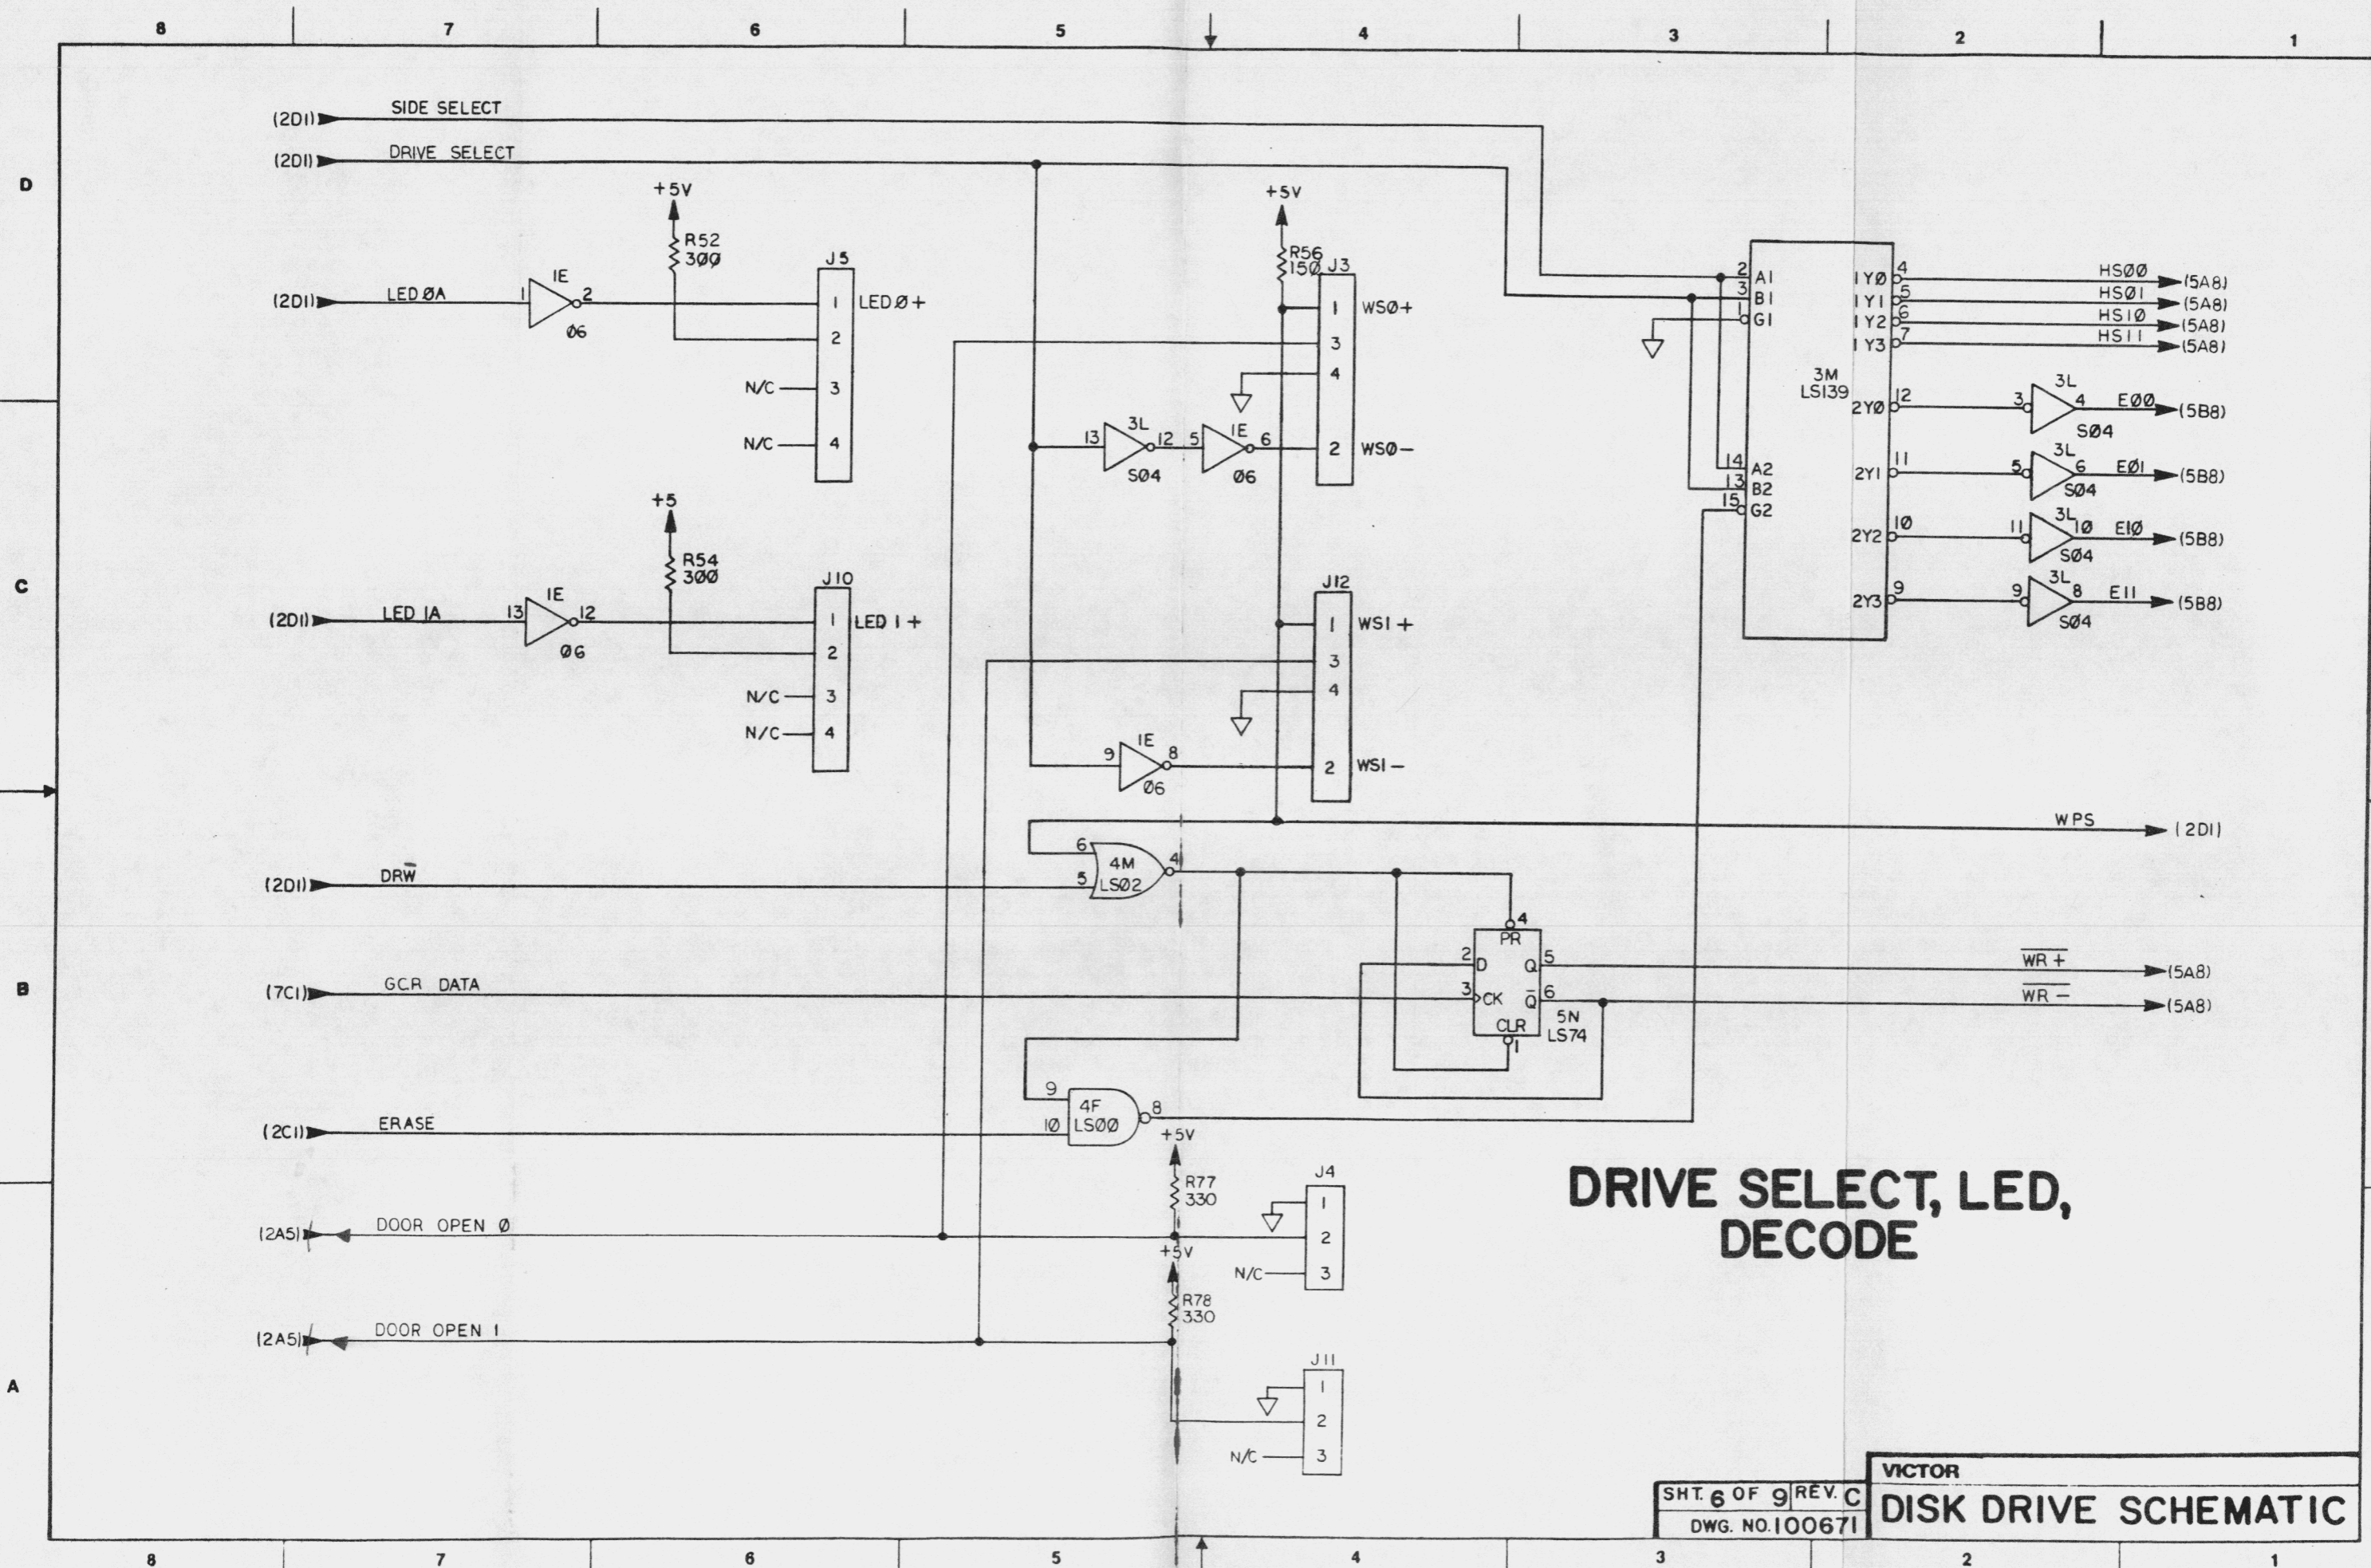 8 7 6 5 4 3 2 1
D
C
B
A
(2D1) SIDE SELECT
(2D1) DRIVE SELECT
+5V
R52
300
(2D1) LED0A 1 1E 2
06
J5
1 LED0+
2
N/C 3
N/C 4
+5
R54
300
(2D1) LED 1A 13 1E 12
06
J10
1 LED 1+
2
N/C 3
N/C 4
+5V
R56
150
J3
1 WS0+
3
4
13 3L 12 5 1E 6 2 WS0-
S04 06
J12
1 WS1+
3
4
9 1E 8 2 WS1-
06
2 A1
3 B1
1 G1
3M
LS139
14 A2
13 B2
15 G2
1Y0 4 HS00 (5A8)
1Y1 5 HS01 (5A8)
1Y2 6 HS10 (5A8)
1Y3 7 HS11 (5A8)
2Y0 12 3 3L 4 E00 (5B8)
S04
2Y1 11 5 3L 6 E01 (5B8)
S04
2Y2 10 11 3L 10 E10 (5B8)
S04
2Y3 9 9 3L 8 E11 (5B8)
S04
WPS (2D1)
6 4M 4
(2D1) DRW̅ 5 LS02
4
PR
2 D Q 5 W̅R̅ ̅+̅ (5A8)
(7C1) GCR DATA 3 CK Q̅ 6 W̅R̅ ̅-̅ (5A8)
CLR 5N
1 LS74
9 4F 8
(2C1) ERASE 10 LS00
+5V
R77
330
J4
1
(2A5) DOOR OPEN 0 2
N/C 3
+5V
R78
330
(2A5) DOOR OPEN 1
J11
1
2
N/C 3
DRIVE SELECT, LED,
DECODE
SHT. 6 OF 9 REV. C
DWG. NO. 100671
VICTOR
DISK DRIVE SCHEMATIC
8 7 6 5 4 3 2 1